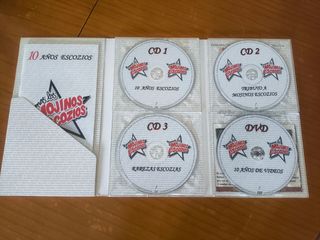 10 AÑOS ESCOZIOS
MOJINOS
ESCOZIOS
CD 1
10 AÑOS ESCOZIOS
CD 2
TRIBUTO A
MOJINOS ESCOZIOS
CD 3
RAREZAS ESCOZIAS
DVD
10 AÑOS DE VIDEOS